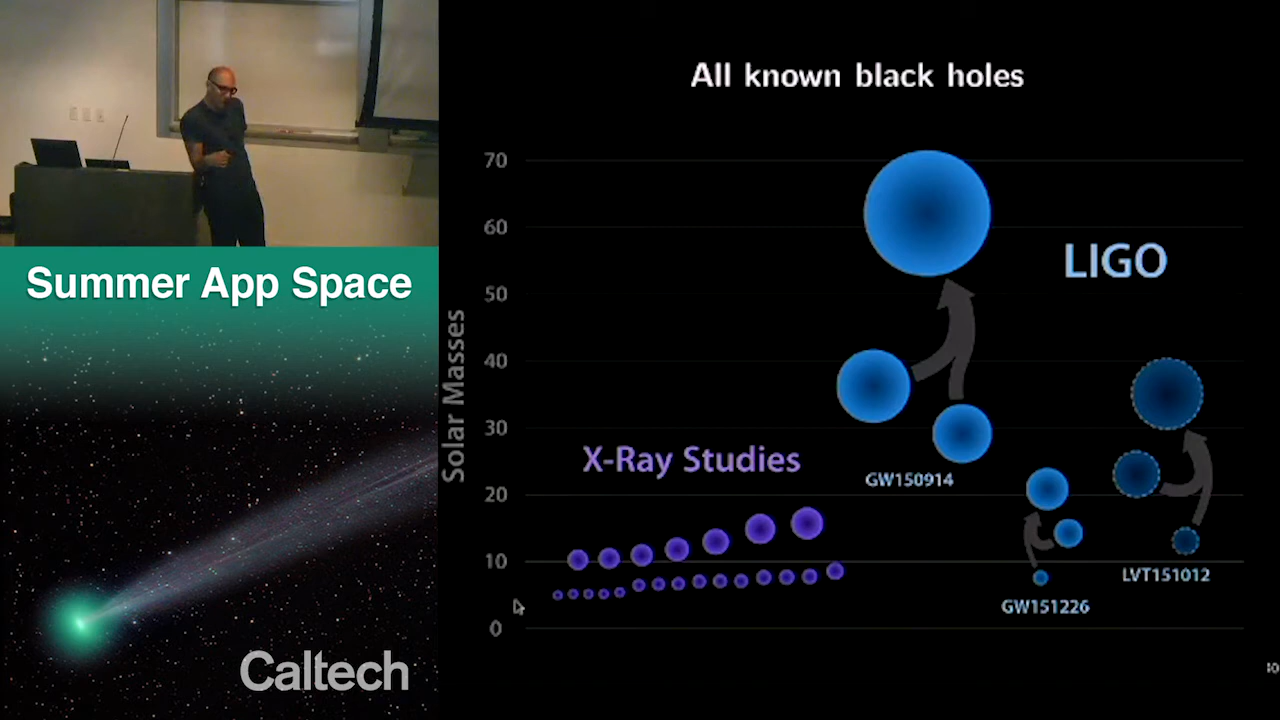 Summer App Space
Caltech
All known black holes
Solar Masses
70
60
50
40
30
20
10
0
X-Ray Studies
LIGO
GW150914
GW151226
LVT151012